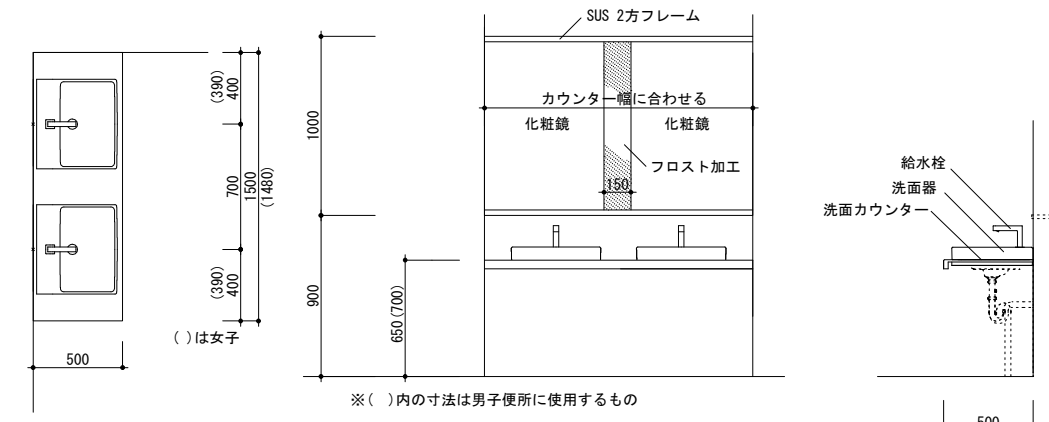 (390)
400
700
1500
(1480)
(390)
400
( )は女子
500
SUS 2方フレーム
カウンター幅に合わせる
化粧鏡
化粧鏡
フロスト加工
150
1000
900
650(700)
※( )内の寸法は男子便所に使用するもの
給水栓
洗面器
洗面カウンター
500